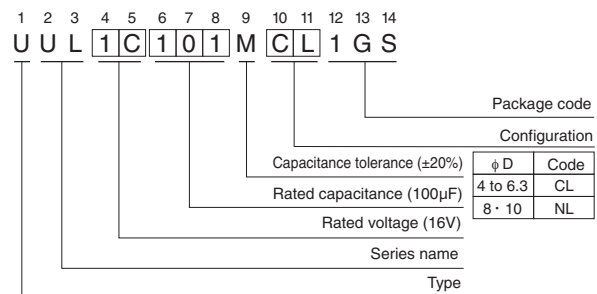 1 2 3 4 5 6 7 8 9 10 11 12 13 14
U U L 1 C 1 0 1 M C L 1 G S
Package code
Configuration
Capacitance tolerance (±20%)
φ D Code
4 to 6.3 CL
8・10 NL
Rated capacitance (100µF)
Rated voltage (16V)
Series name
Type